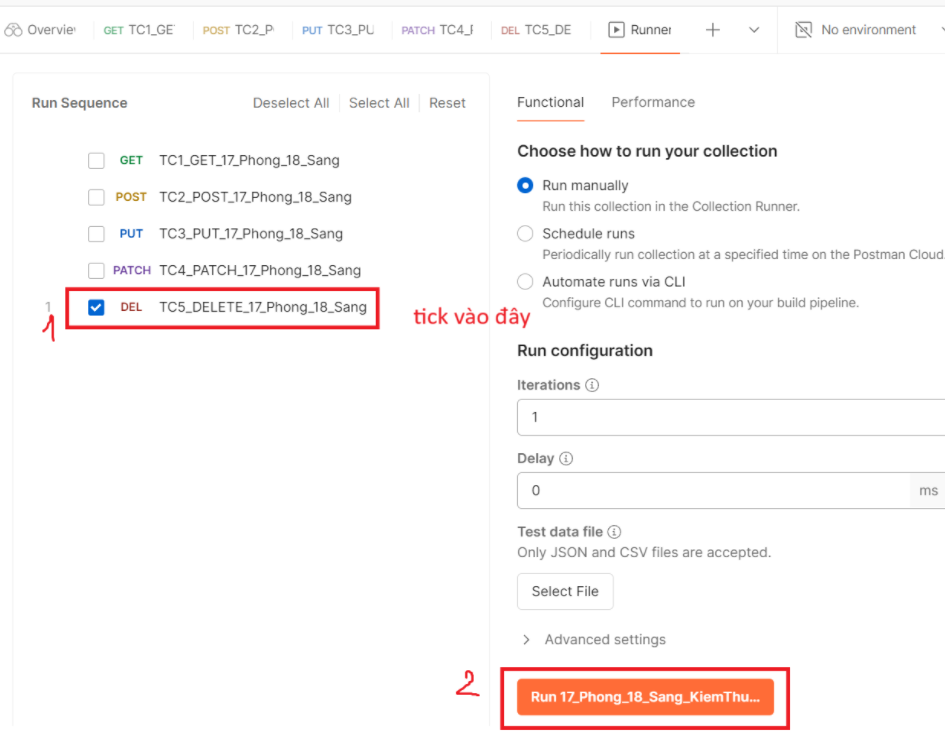 Overview GET TC1_GE POST TC2_P PUT TC3_PU PATCH TC4_F DEL TC5_DE Runner No environment
Run Sequence Deselect All Select All Reset
GET TC1_GET_17_Phong_18_Sang
POST TC2_POST_17_Phong_18_Sang
PUT TC3_PUT_17_Phong_18_Sang
PATCH TC4_PATCH_17_Phong_18_Sang
1 DEL TC5_DELETE_17_Phong_18_Sang
1
tick vào đây
Functional Performance
Choose how to run your collection
Run manually
Run this collection in the Collection Runner.
Schedule runs
Periodically run collection at a specified time on the Postman Cloud.
Automate runs via CLI
Configure CLI command to run on your build pipeline.
Run configuration
Iterations
1
Delay
0 ms
Test data file
Only JSON and CSV files are accepted.
Select File
Advanced settings
2
Run 17_Phong_18_Sang_KiemThu...